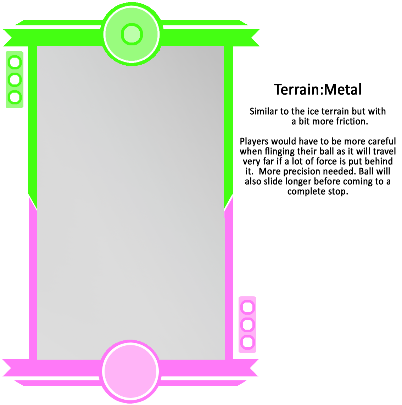 Terrain:Metal
Similar to the ice terrain but with
a bit more friction.
Players would have to be more careful
when flinging their ball as it will travel
very far if a lot of force is put behind
it.  More precision needed. Ball will
also slide longer before coming to a
complete stop.